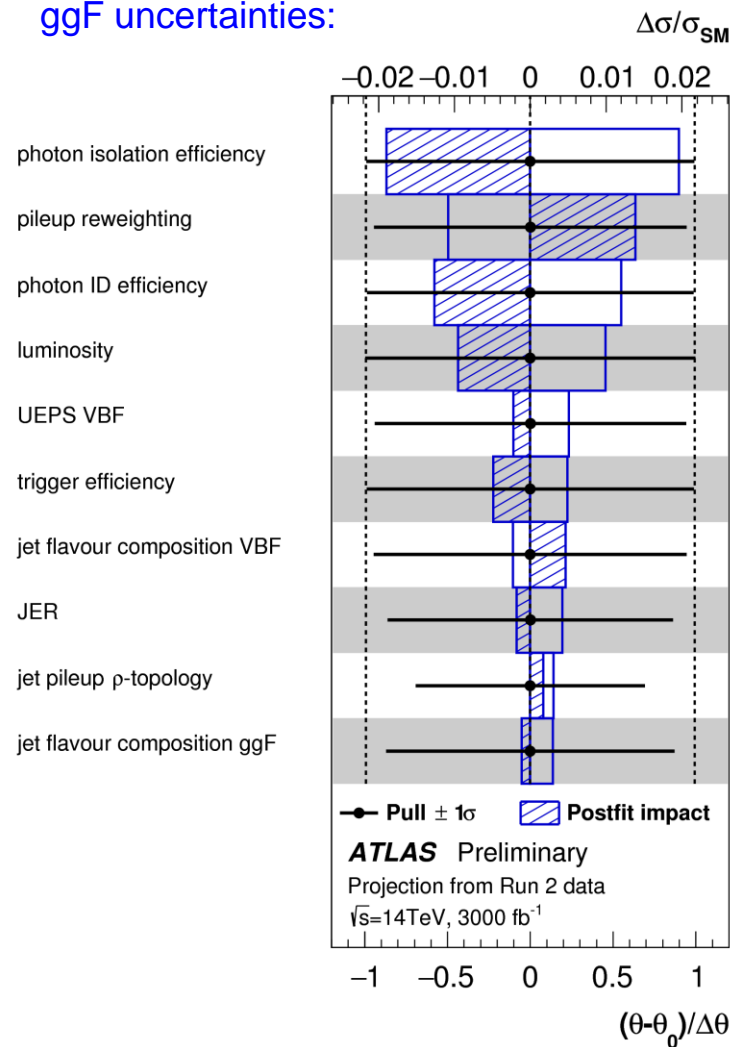 ggF uncertainties:
Δσ/σSM
−0.02 −0.01 0 0.01 0.02
photon isolation efficiency
pileup reweighting
photon ID efficiency
luminosity
UEPS VBF
trigger efficiency
jet flavour composition VBF
JER
jet pileup ρ-topology
jet flavour composition ggF
Pull ± 1σ Postfit impact
ATLAS Preliminary
Projection from Run 2 data
√s=14TeV, 3000 fb⁻¹
−1 −0.5 0 0.5 1
(θ-θ₀)/Δθ